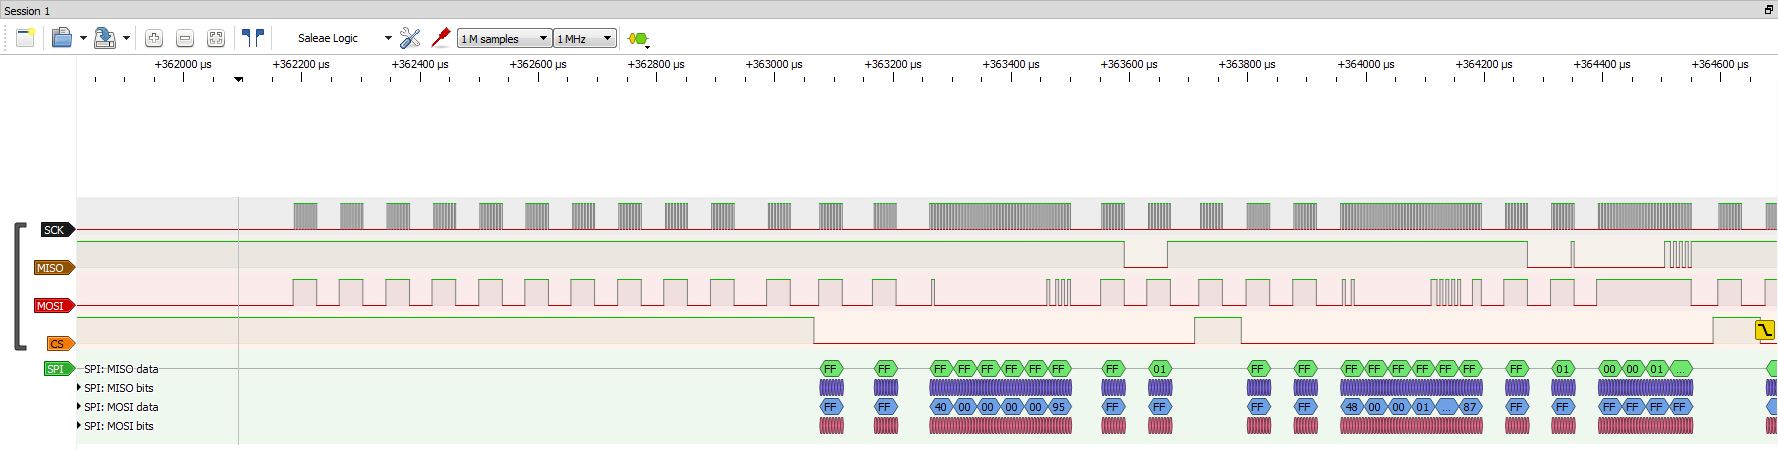 Session 1
Saleae Logic 1 M samples 1 MHz
+362000 µs +362200 µs +362400 µs +362600 µs +362800 µs +363000 µs +363200 µs +363400 µs +363600 µs +363800 µs +364000 µs +364200 µs +364400 µs +364600 µs
SCK
MISO
MOSI
CS
SPI SPI: MISO data FF FF FF FF FF FF FF FF FF 01 FF FF FF FF FF FF FF FF FF 01 00 00 01 ...
SPI: MISO bits
SPI: MOSI data FF FF 40 00 00 00 00 95 FF FF FF FF 48 00 00 01 ... 87 FF FF FF FF FF FF
SPI: MOSI bits